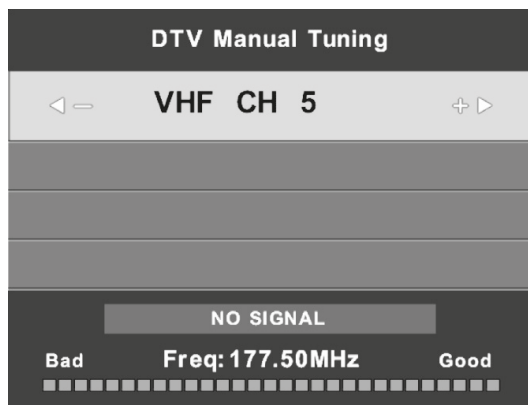 DTV Manual Tuning
VHF CH 5
NO SIGNAL
Bad Freq: 177.50MHz Good